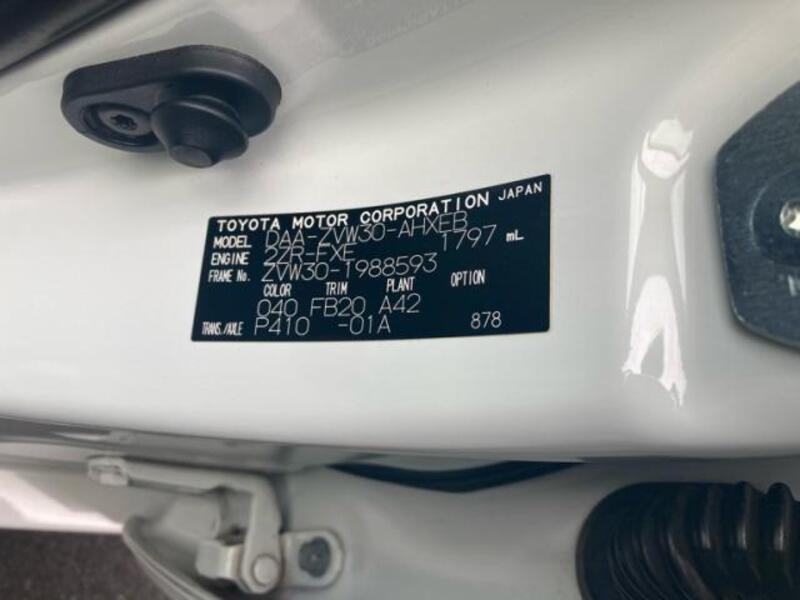 TOYOTA MOTOR CORPORATION JAPAN
MODEL DAA-ZVW30-AHXEB
ENGINE 2ZR-FXE 1797 mL
FRAME No. ZVW30-1988593
COLOR TRIM PLANT OPTION
040 FB20 A42
TRANS./AXLE P410 -01A 878